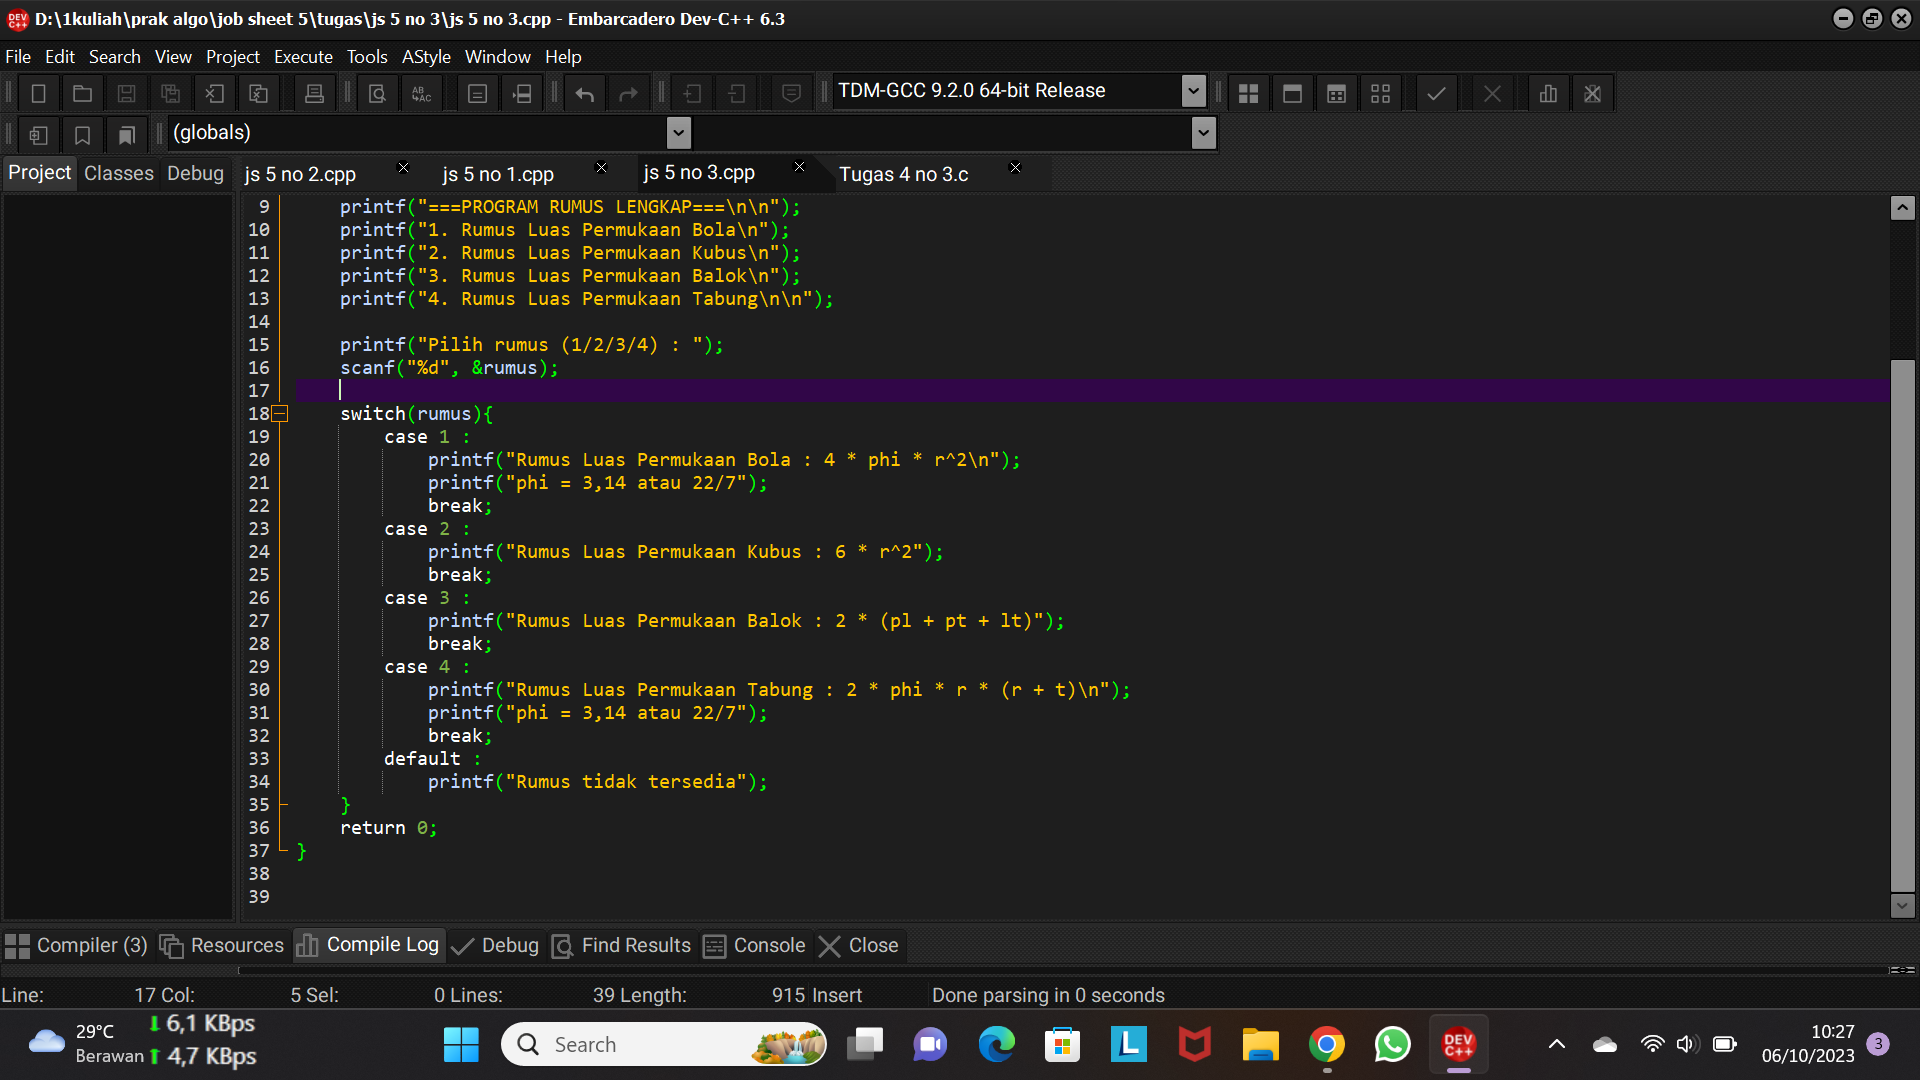 D:\1kuliah\prak algo\job sheet 5\tugas\js 5 no 3\js 5 no 3.cpp - Embarcadero Dev-C++ 6.3
File Edit Search View Project Execute Tools AStyle Window Help
TDM-GCC 9.2.0 64-bit Release
(globals)
Project Classes Debug js 5 no 2.cpp js 5 no 1.cpp js 5 no 3.cpp Tugas 4 no 3.c
9 printf("===PROGRAM RUMUS LENGKAP===\n\n");
10 printf("1. Rumus Luas Permukaan Bola\n");
11 printf("2. Rumus Luas Permukaan Kubus\n");
12 printf("3. Rumus Luas Permukaan Balok\n");
13 printf("4. Rumus Luas Permukaan Tabung\n\n");
14
15 printf("Pilih rumus (1/2/3/4) : ");
16 scanf("%d", &rumus);
17
18 switch(rumus){
19 case 1 :
20 printf("Rumus Luas Permukaan Bola : 4 * phi * r^2\n");
21 printf("phi = 3,14 atau 22/7");
22 break;
23 case 2 :
24 printf("Rumus Luas Permukaan Kubus : 6 * r^2");
25 break;
26 case 3 :
27 printf("Rumus Luas Permukaan Balok : 2 * (pl + pt + lt)");
28 break;
29 case 4 :
30 printf("Rumus Luas Permukaan Tabung : 2 * phi * r * (r + t)\n");
31 printf("phi = 3,14 atau 22/7");
32 break;
33 default :
34 printf("Rumus tidak tersedia");
35 }
36 return 0;
37 }
38
39
Compiler (3) Resources Compile Log Debug Find Results Console Close
Line: 17 Col: 5 Sel: 0 Lines: 39 Length: 915 Insert Done parsing in 0 seconds
29°C
Berawan
6,1 KBps
4,7 KBps
Search
DEV C++
10:27
06/10/2023
3